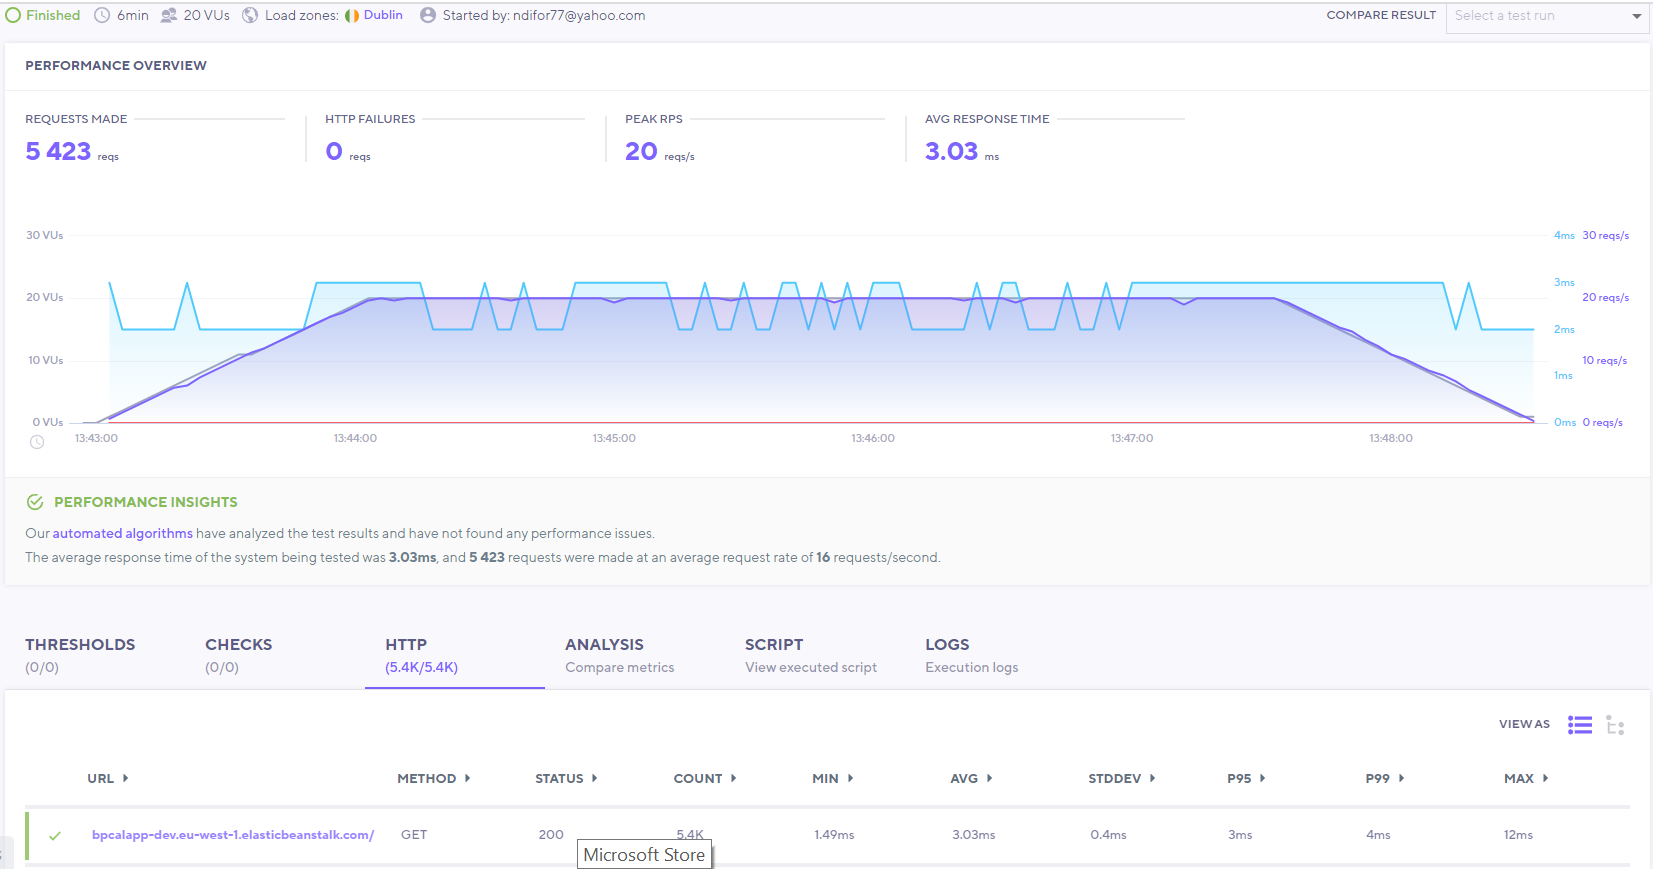 Finished 6min 20 VUs Load zones: Dublin Started by: ndifor77@yahoo.com COMPARE RESULT Select a test run
PERFORMANCE OVERVIEW
REQUESTS MADE HTTP FAILURES PEAK RPS AVG RESPONSE TIME
5 423 reqs 0 reqs 20 reqs/s 3.03 ms
30 VUs 4ms 30 reqs/s
3ms
20 VUs 20 reqs/s
2ms
10 VUs 10 reqs/s
1ms
0 VUs 0ms 0 reqs/s
13:43:00 13:44:00 13:45:00 13:46:00 13:47:00 13:48:00
PERFORMANCE INSIGHTS
Our automated algorithms have analyzed the test results and have not found any performance issues.
The average response time of the system being tested was 3.03ms, and 5 423 requests were made at an average request rate of 16 requests/second.
THRESHOLDS CHECKS HTTP ANALYSIS SCRIPT LOGS
(0/0) (0/0) (5.4K/5.4K) Compare metrics View executed script Execution logs
VIEW AS
URL METHOD STATUS COUNT MIN AVG STDDEV P95 P99 MAX
bpcalapp-dev.eu-west-1.elasticbeanstalk.com/ GET 200 5.4K 1.49ms 3.03ms 0.4ms 3ms 4ms 12ms
Microsoft Store